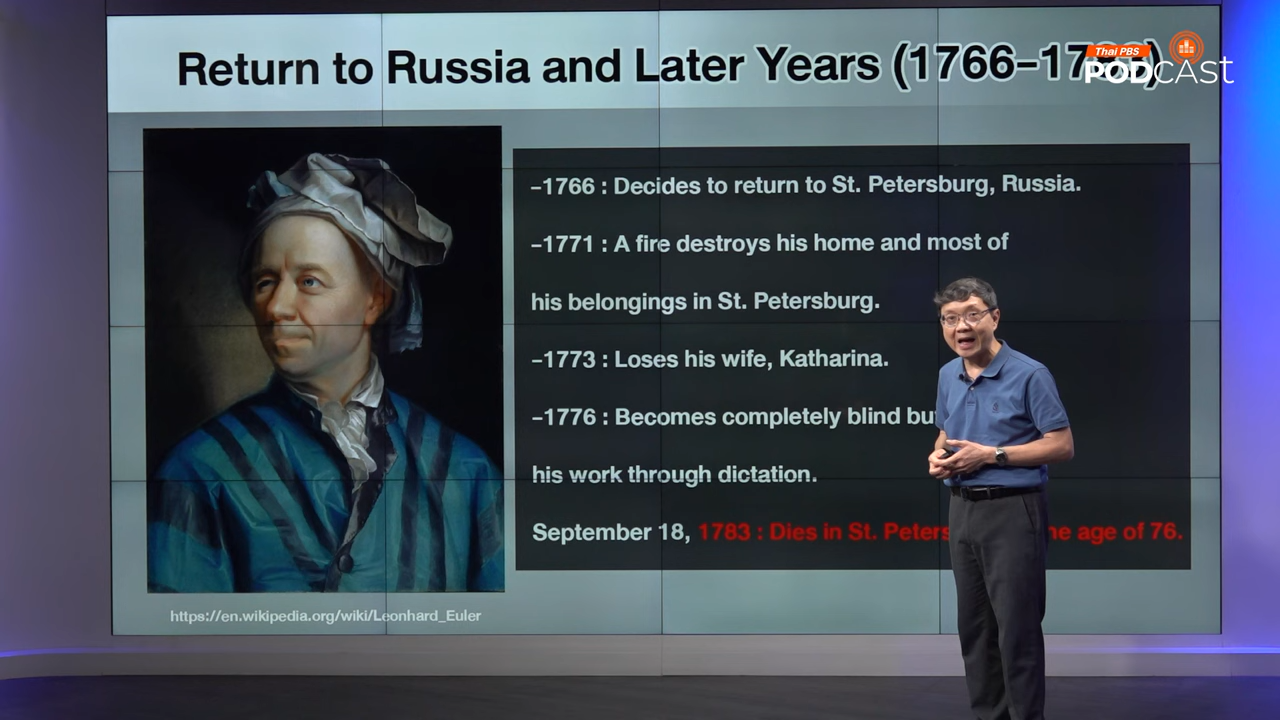 Return to Russia and Later Years (1766–17
Thai PBS
PODCAST
–1766 : Decides to return to St. Petersburg, Russia.
–1771 : A fire destroys his home and most of
his belongings in St. Petersburg.
–1773 : Loses his wife, Katharina.
–1776 : Becomes completely blind bu
his work through dictation.
September 18, 1783 : Dies in St. Peters he age of 76.
https://en.wikipedia.org/wiki/Leonhard_Euler